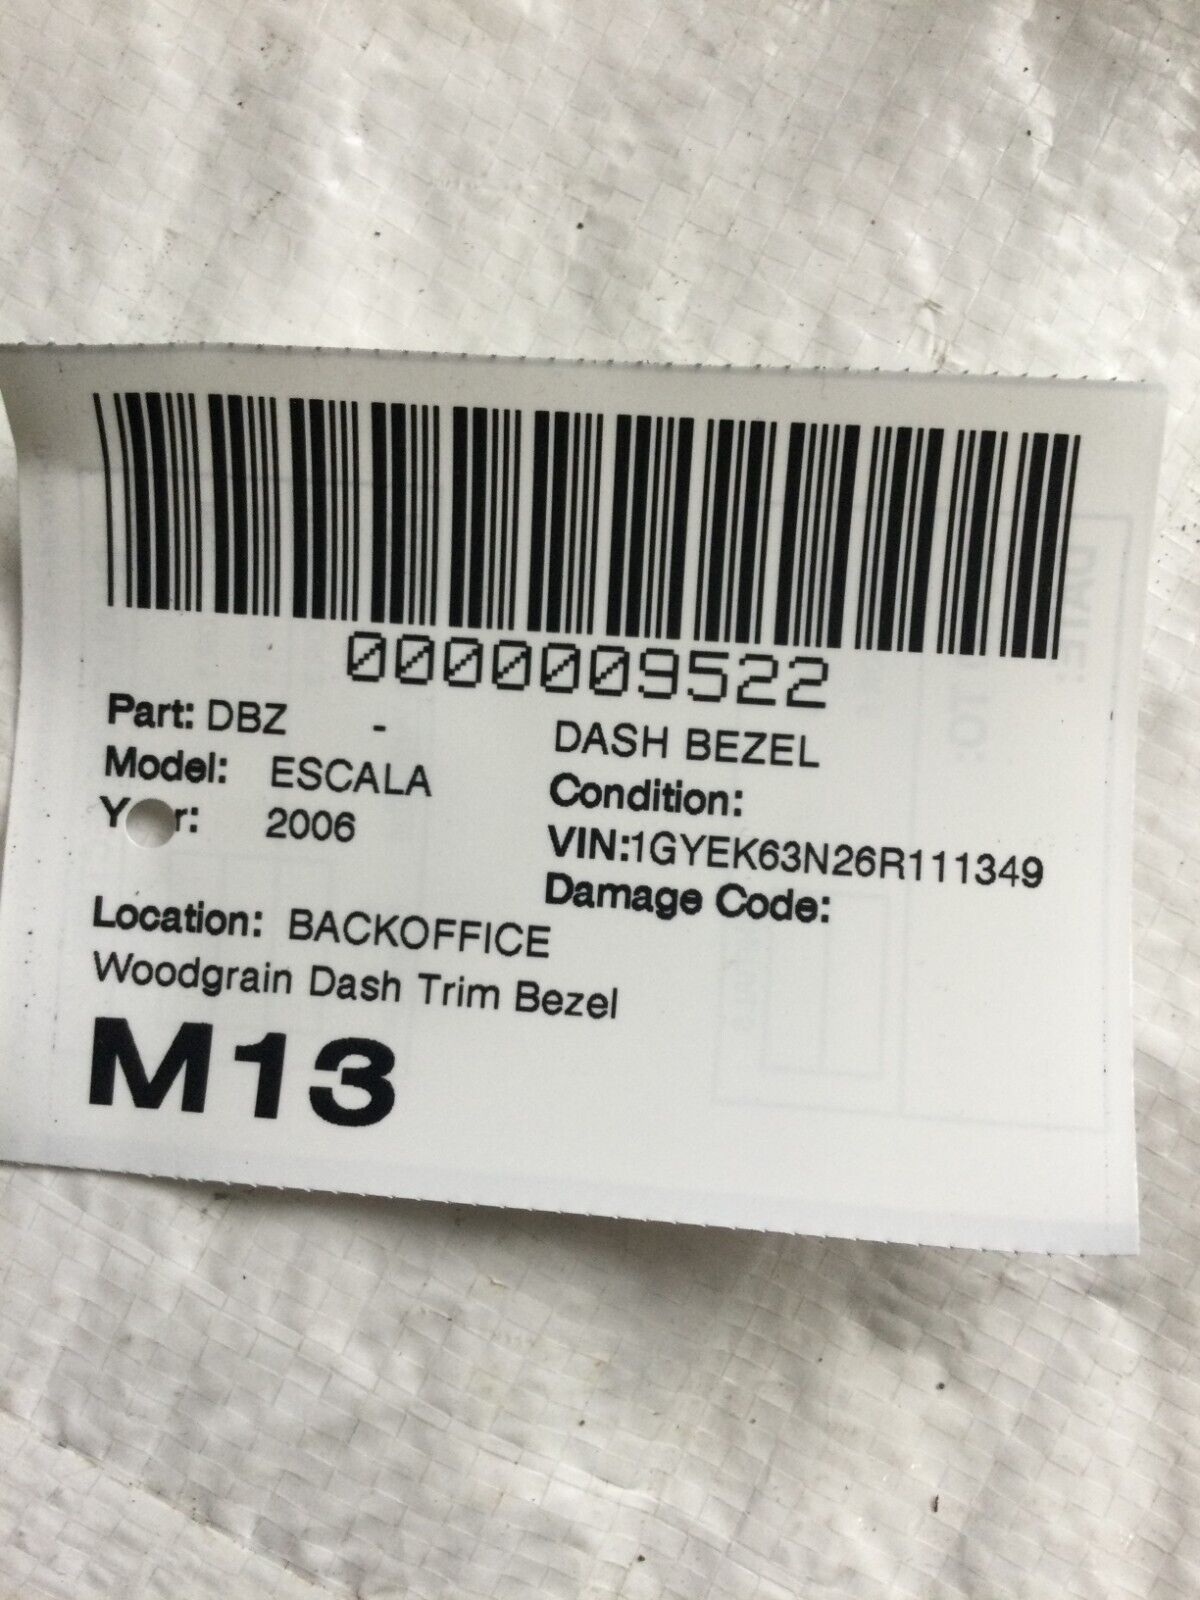 0000009522
Part: DBZ - DASH BEZEL
Model: ESCALA Condition:
Y r: 2006 VIN:1GYEK63N26R111349
Damage Code:
Location: BACKOFFICE
Woodgrain Dash Trim Bezel
M13